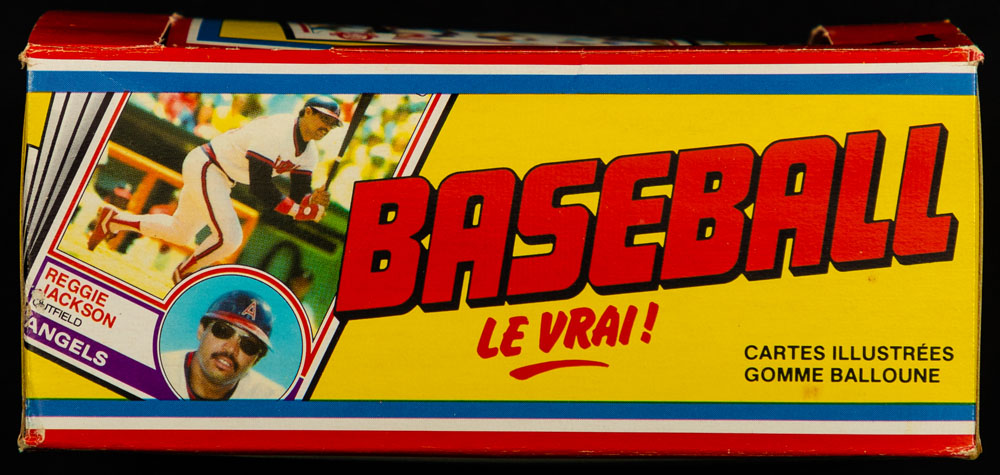 BASEBALL
LE VRAI!
CARTES ILLUSTRÉES
GOMME BALLOUNE
REGGIE
JACKSON
OUTFIELD
ANGELS
A